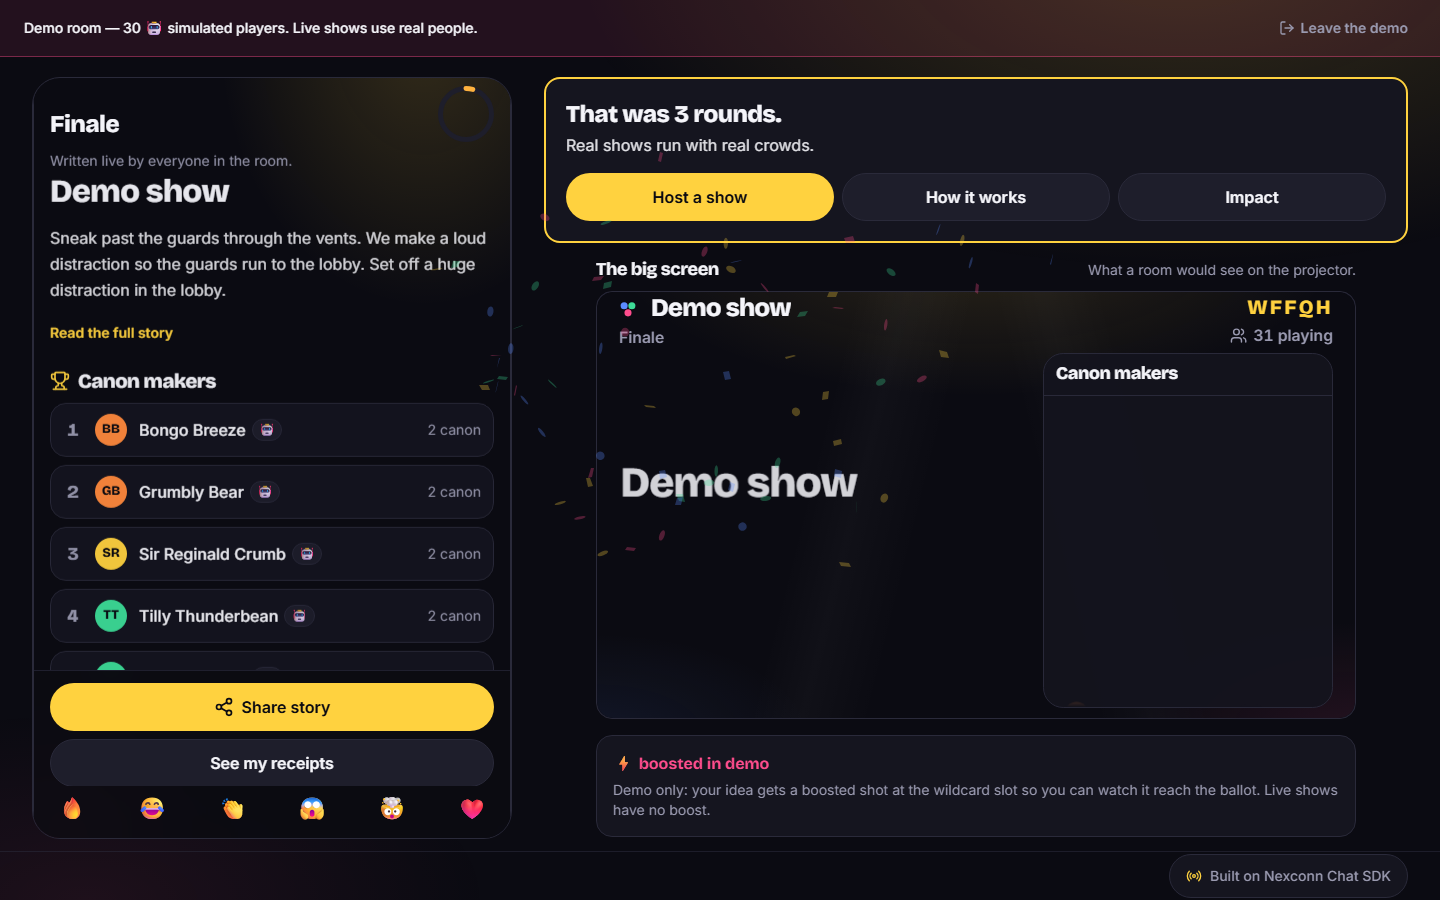 Demo room — 30 🤖 simulated players. Live shows use real people.
Leave the demo
Finale
Written live by everyone in the room.
Demo show
Sneak past the guards through the vents. We make a loud
distraction so the guards run to the lobby. Set off a huge
distraction in the lobby.
Read the full story
Canon makers
1 BB Bongo Breeze 2 canon
2 GB Grumbly Bear 2 canon
3 SR Sir Reginald Crumb 2 canon
4 TT Tilly Thunderbean 2 canon
Share story
See my receipts
That was 3 rounds.
Real shows run with real crowds.
Host a show
How it works
Impact
The big screen
What a room would see on the projector.
Demo show
WFFQH
Finale
31 playing
Canon makers
Demo show
boosted in demo
Demo only: your idea gets a boosted shot at the wildcard slot so you can watch it reach the ballot. Live shows
have no boost.
Built on Nexconn Chat SDK